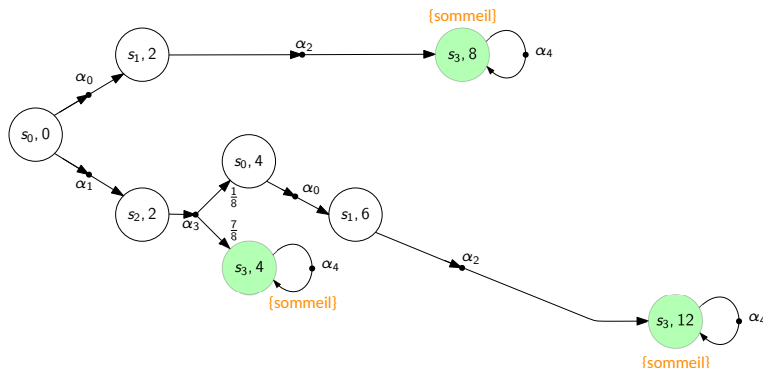 {sommeil}
s₁, 2
α₂
s₃, 8
α₄
α₀
s₀, 0
s₀, 4
α₁
1/8
α₀
s₂, 2
α₃
s₁, 6
7/8
s₃, 4
α₄
α₂
{sommeil}
s₃, 12
α₄
{sommeil}